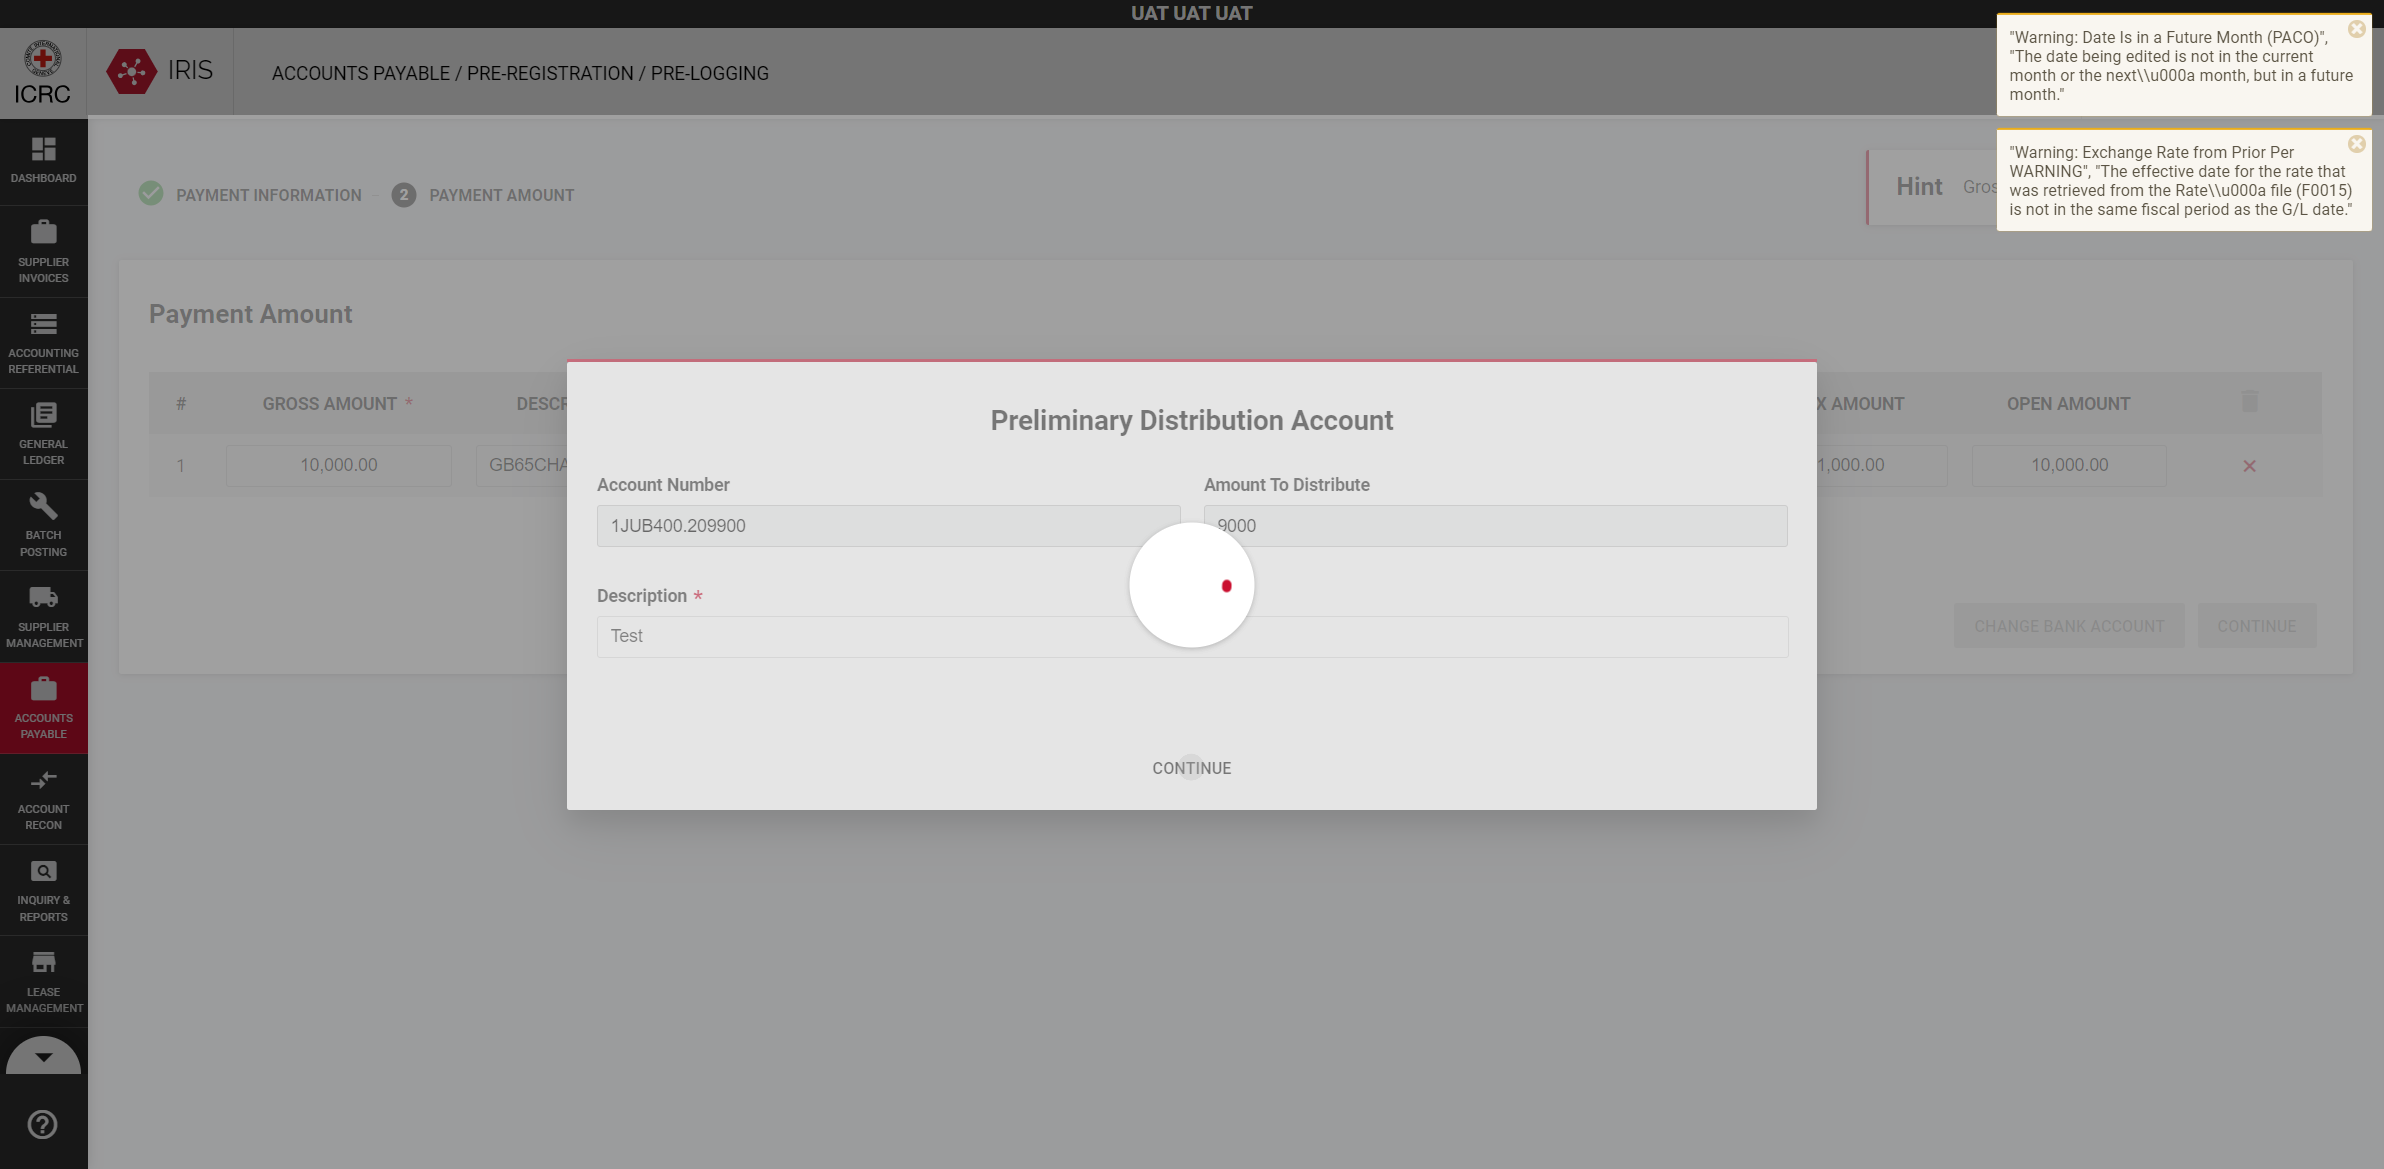 UAT UAT UAT
ICRC
IRIS
ACCOUNTS PAYABLE / PRE-REGISTRATION / PRE-LOGGING
"Warning: Date Is in a Future Month (PACO)",
"The date being edited is not in the current
month or the next\\u000a month, but in a future
month."
"Warning: Exchange Rate from Prior Per
WARNING", "The effective date for the rate that
was retrieved from the Rate\\u000a file (F0015)
is not in the same fiscal period as the G/L date."
DASHBOARD
SUPPLIER
INVOICES
ACCOUNTING
REFERENTIAL
GENERAL
LEDGER
BATCH
POSTING
SUPPLIER
MANAGEMENT
ACCOUNTS
PAYABLE
ACCOUNT
RECON
INQUIRY &
REPORTS
LEASE
MANAGEMENT
PAYMENT INFORMATION
2 PAYMENT AMOUNT
Hint Gros
Payment Amount
# GROSS AMOUNT * DESCR X AMOUNT OPEN AMOUNT
1 10,000.00 GB65CHA 1,000.00 10,000.00
Preliminary Distribution Account
Account Number Amount To Distribute
1JUB400.209900 9000
Description *
Test
CONTINUE
CHANGE BANK ACCOUNT CONTINUE